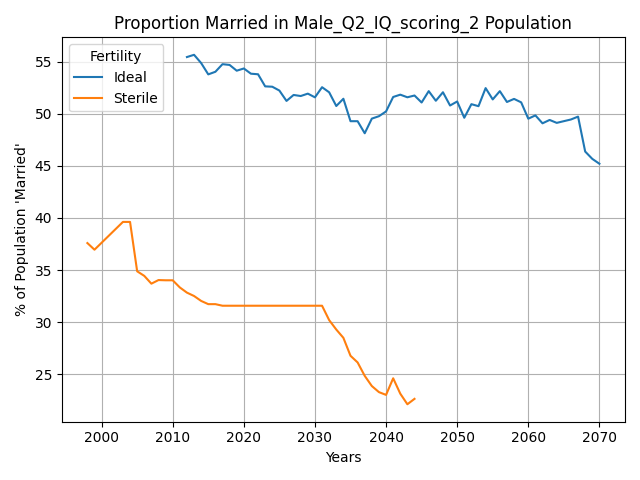 Proportion Married in Male_Q2_IQ_scoring_2 Population
% of Population 'Married'
55
50
45
40
35
30
25
Fertility
Ideal
Sterile
2000 2010 2020 2030 2040 2050 2060 2070
Years